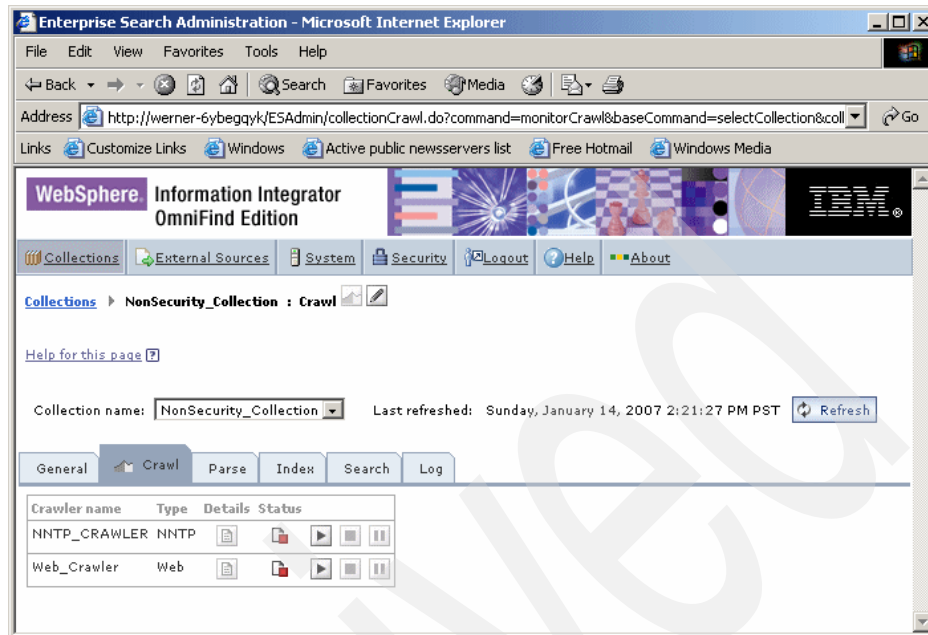 Enterprise Search Administration - Microsoft Internet Explorer
File Edit View Favorites Tools Help
Back Search Favorites Media
Address http://werner-6ybegqyk/ESAdmin/collectionCrawl.do?command=monitorCrawl&baseCommand=selectCollection&coll Go
Links Customize Links Windows Active public newsservers list Free Hotmail Windows Media
WebSphere. Information Integrator
OmniFind Edition
IBM®
Collections External Sources System Security Logout Help About
Collections NonSecurity_Collection : Crawl
Help for this page ?
Collection name: NonSecurity_Collection Last refreshed: Sunday, January 14, 2007 2:21:27 PM PST Refresh
General Crawl Parse Index Search Log
Crawler name Type Details Status
NNTP_CRAWLER NNTP
Web_Crawler Web